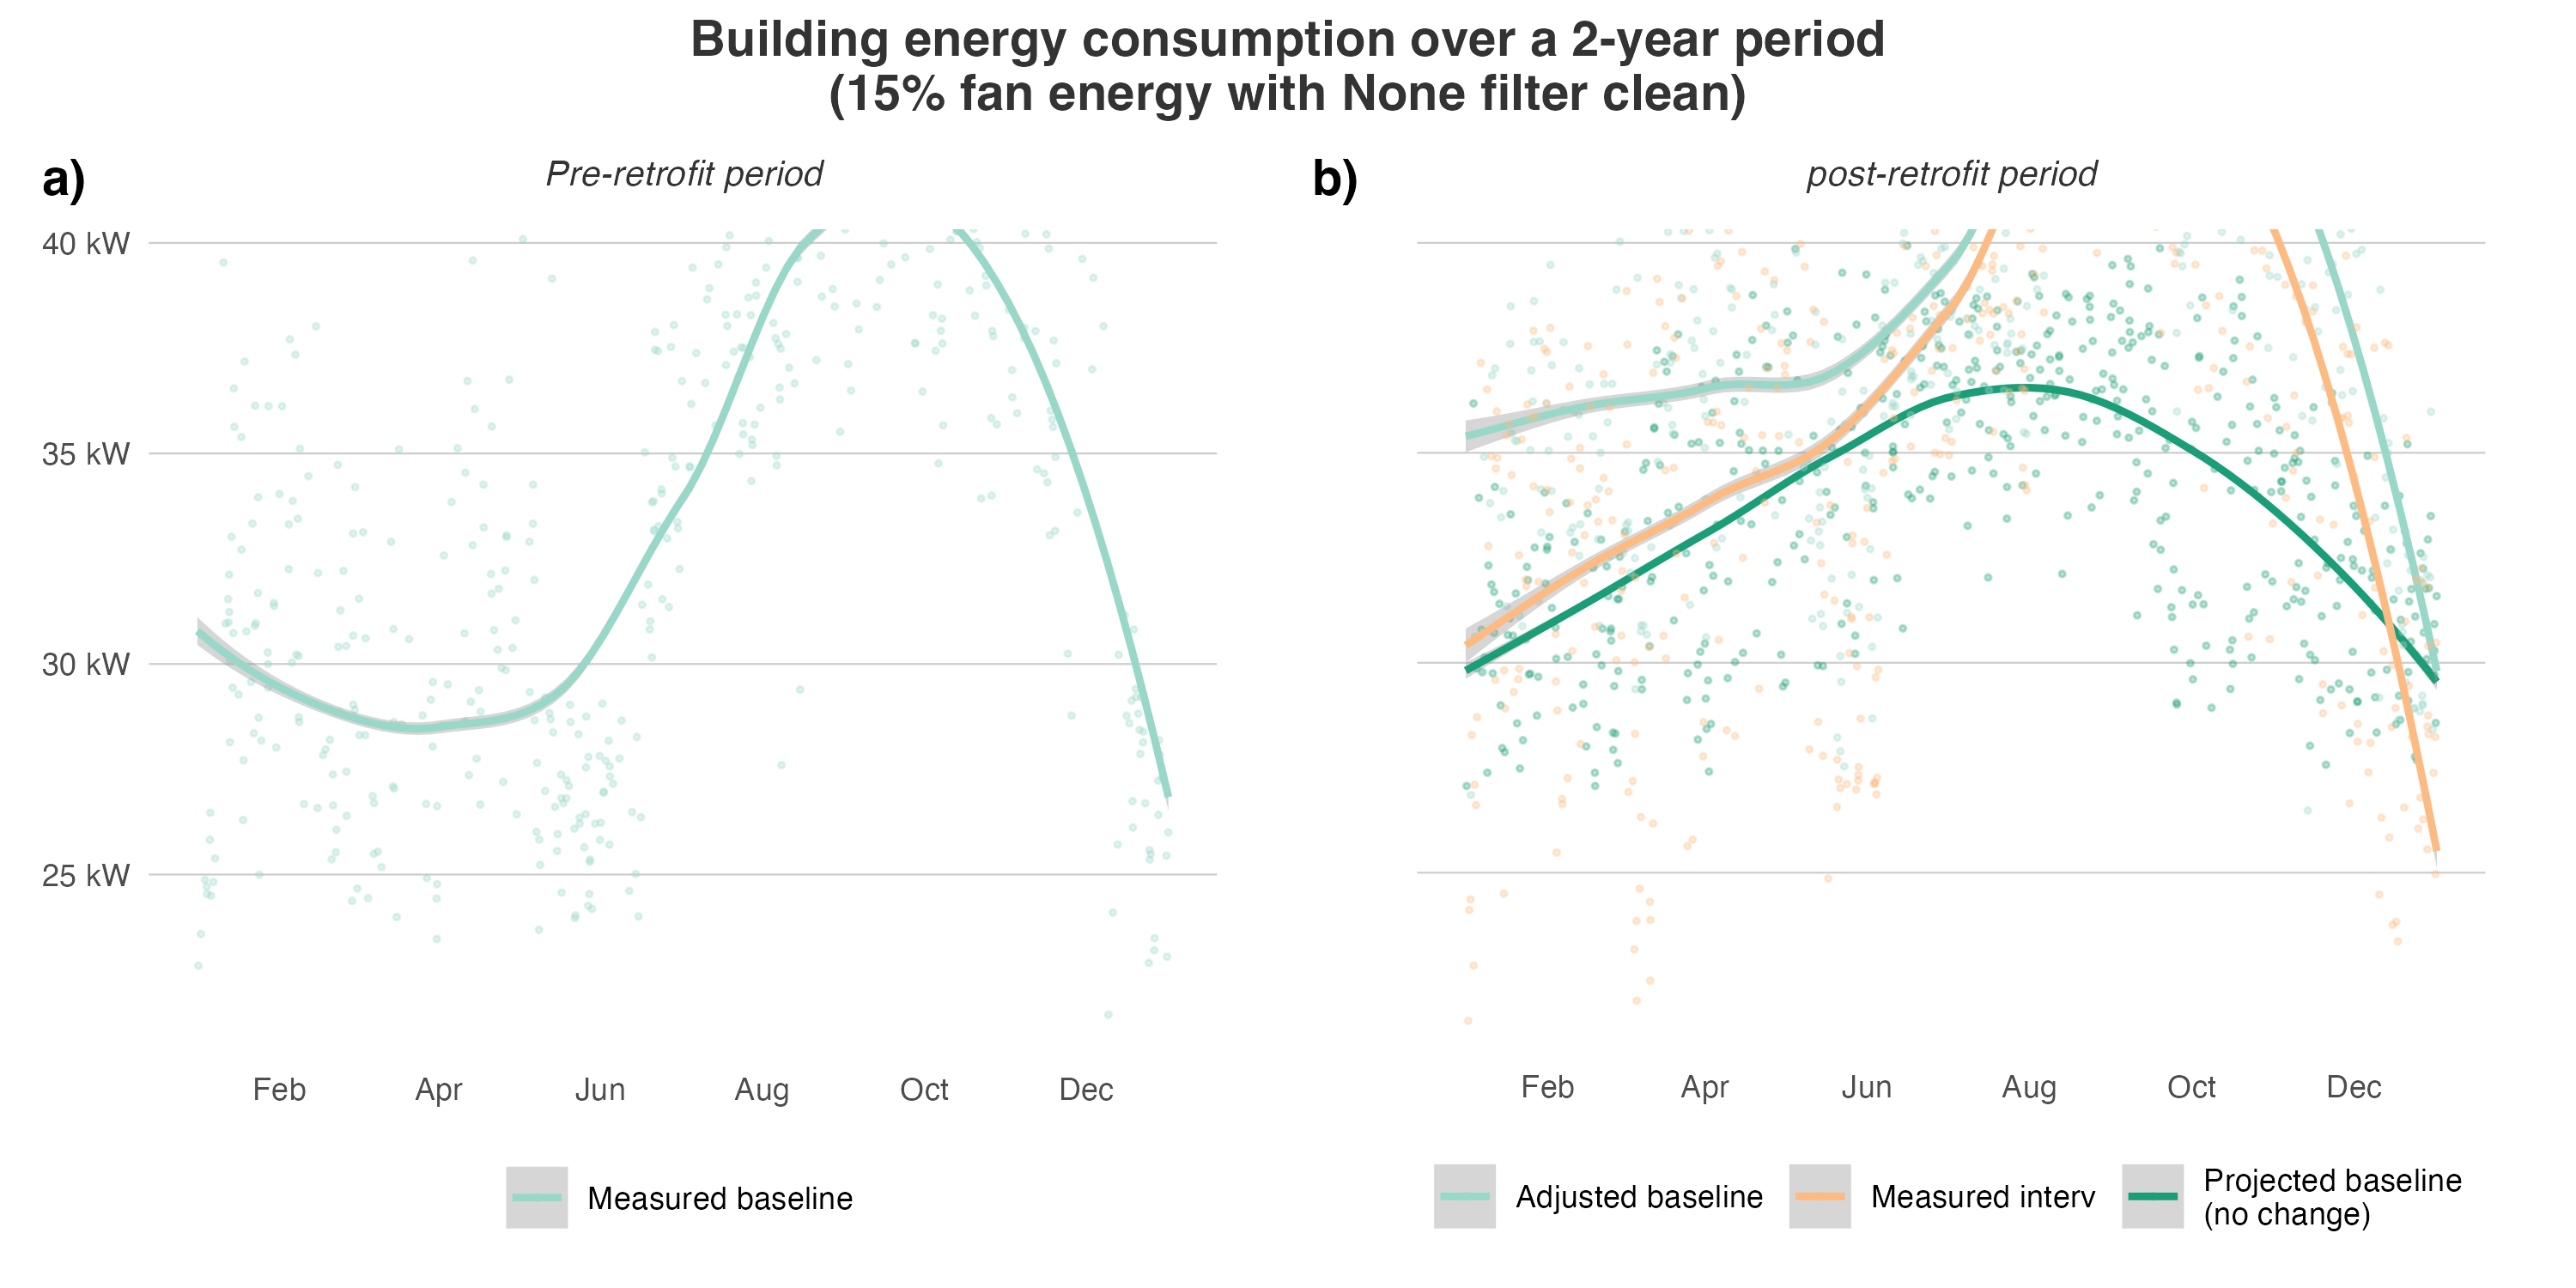 Building energy consumption over a 2-year period
(15% fan energy with None filter clean)
a)
Pre-retrofit period
40 kW
35 kW
30 kW
25 kW
Feb Apr Jun Aug Oct Dec
Measured baseline
b)
post-retrofit period
Feb Apr Jun Aug Oct Dec
Adjusted baseline
Measured interv
Projected baseline
(no change)